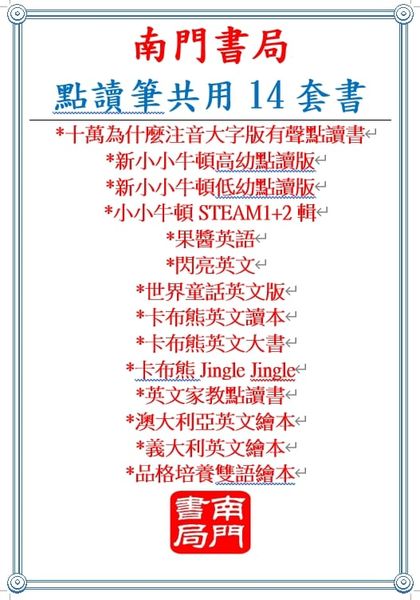 南門書局
點讀筆共用 14 套書
*十萬為什麼注音大字版有聲點讀書
*新小小牛頓高幼點讀版
*新小小牛頓低幼點讀版
*小小牛頓 STEAM1+2 輯
*果醬英語
*閃亮英文
*世界童話英文版
*卡布熊英文讀本
*卡布熊英文大書
*卡布熊 Jingle Jingle
*英文家教點讀書
*澳大利亞英文繪本
*義大利英文繪本
*品格培養雙語繪本
南門書局